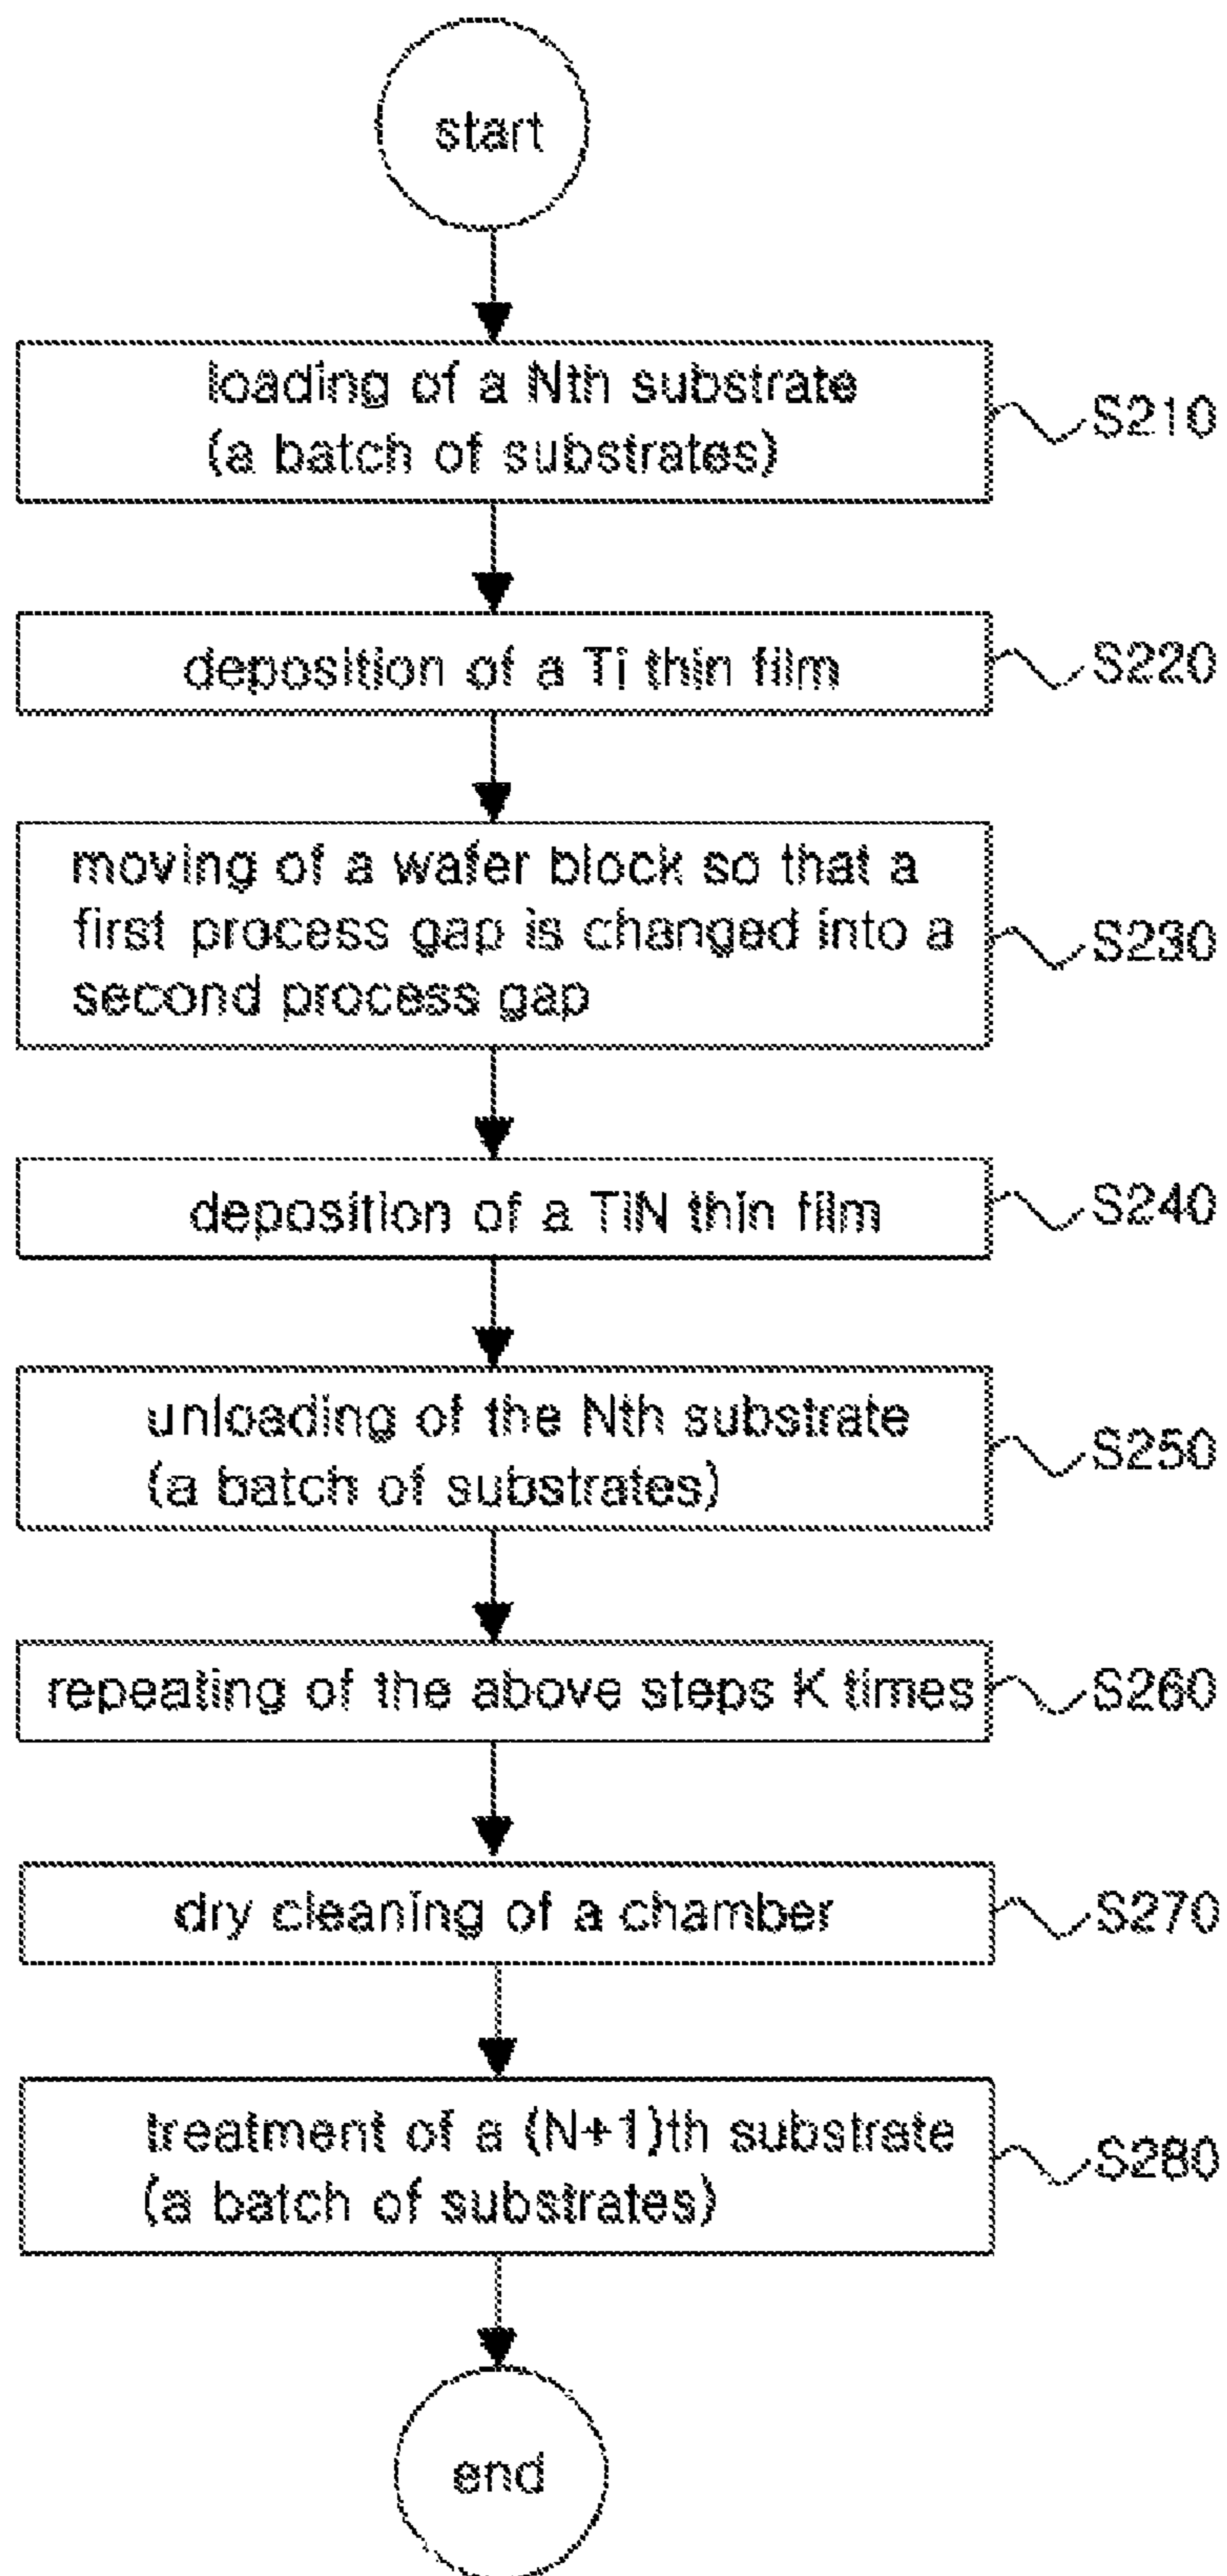 start
loading of a Nth substrate
(a batch of substrates)
S210
deposition of a Ti thin film
S220
moving of a wafer block so that a
first process gap is changed into a
second process gap
S230
deposition of a TiN thin film
S240
unloading of the Nth substrate
(a batch of substrates)
S250
repeating of the above steps K times
S260
dry cleaning of a chamber
S270
treatment of a (N+1)th substrate
(a batch of substrates)
S280
end